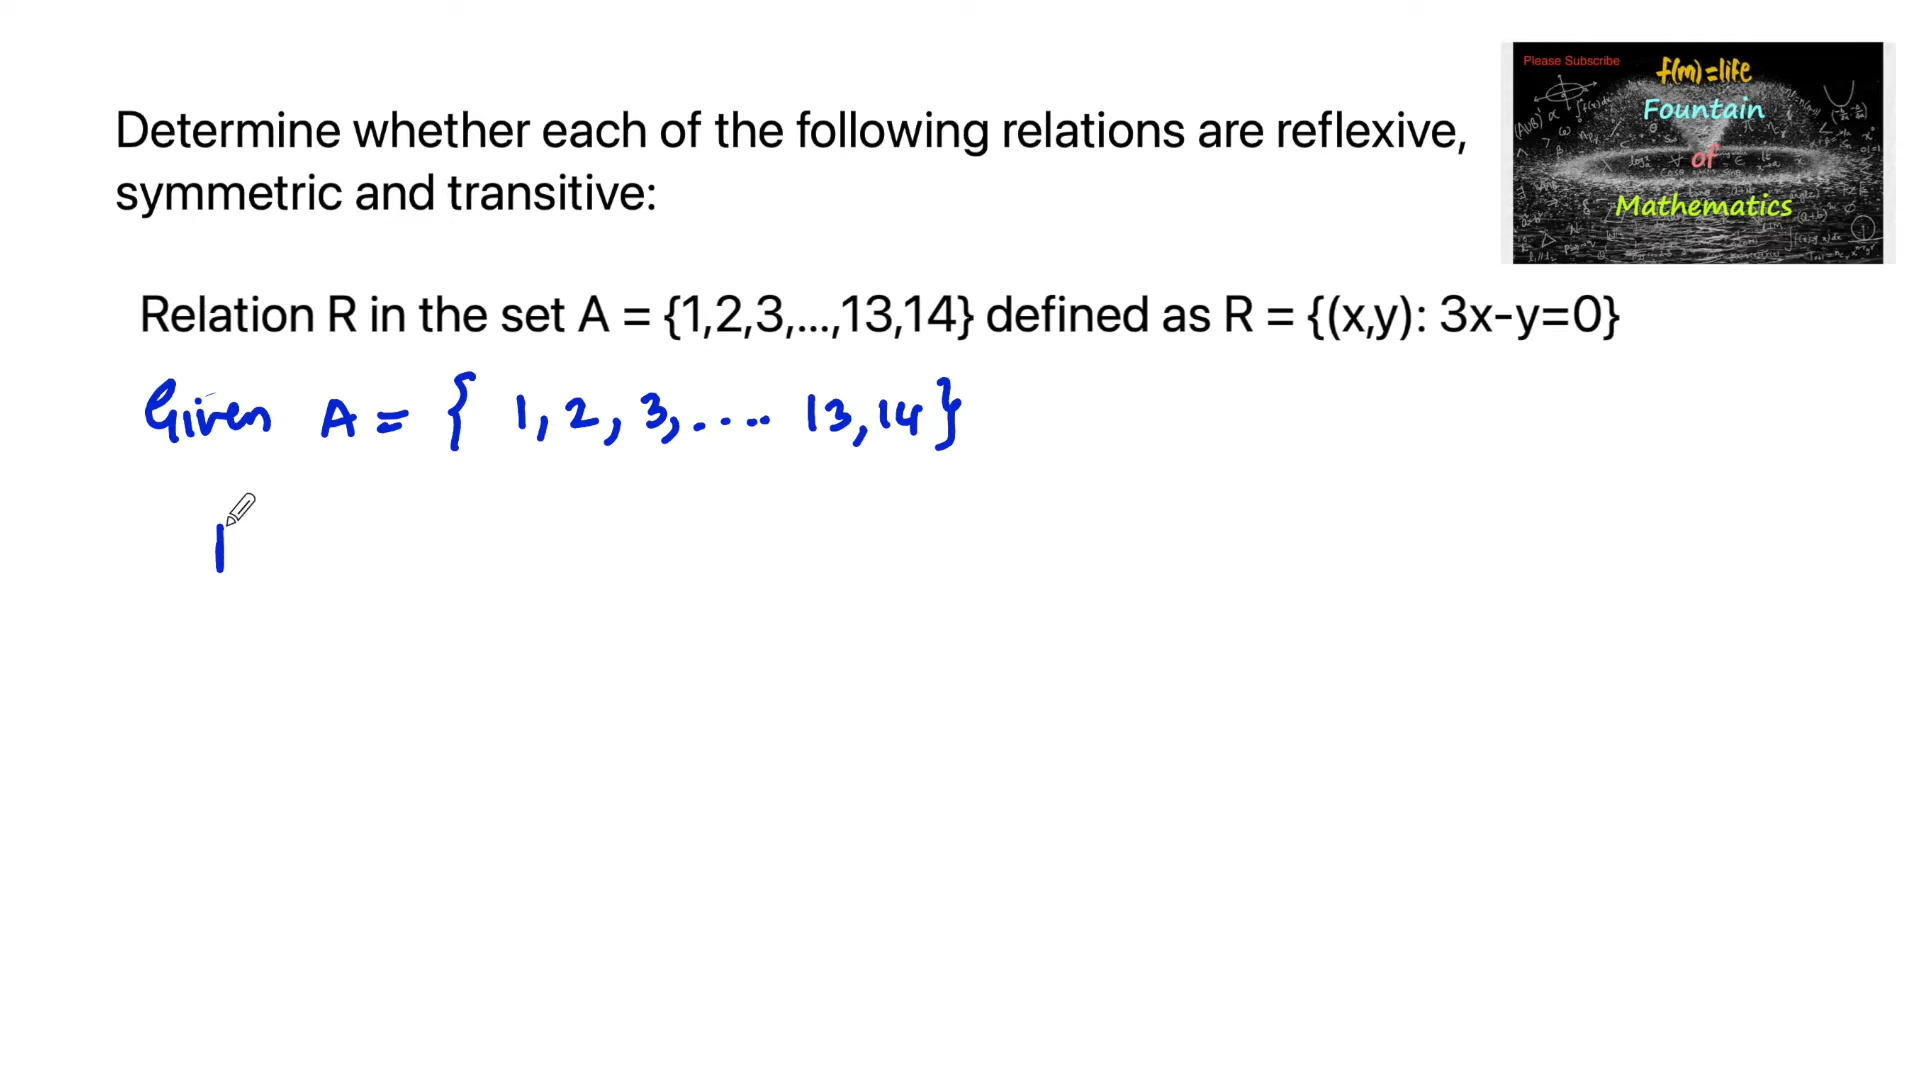 Please Subscribe
f(m)=life
Fountain
of
Mathematics
Determine whether each of the following relations are reflexive,
symmetric and transitive:
Relation R in the set A = {1,2,3,...,13,14} defined as R = {(x,y): 3x-y=0}
Given A = { 1, 2, 3, .... 13, 14}